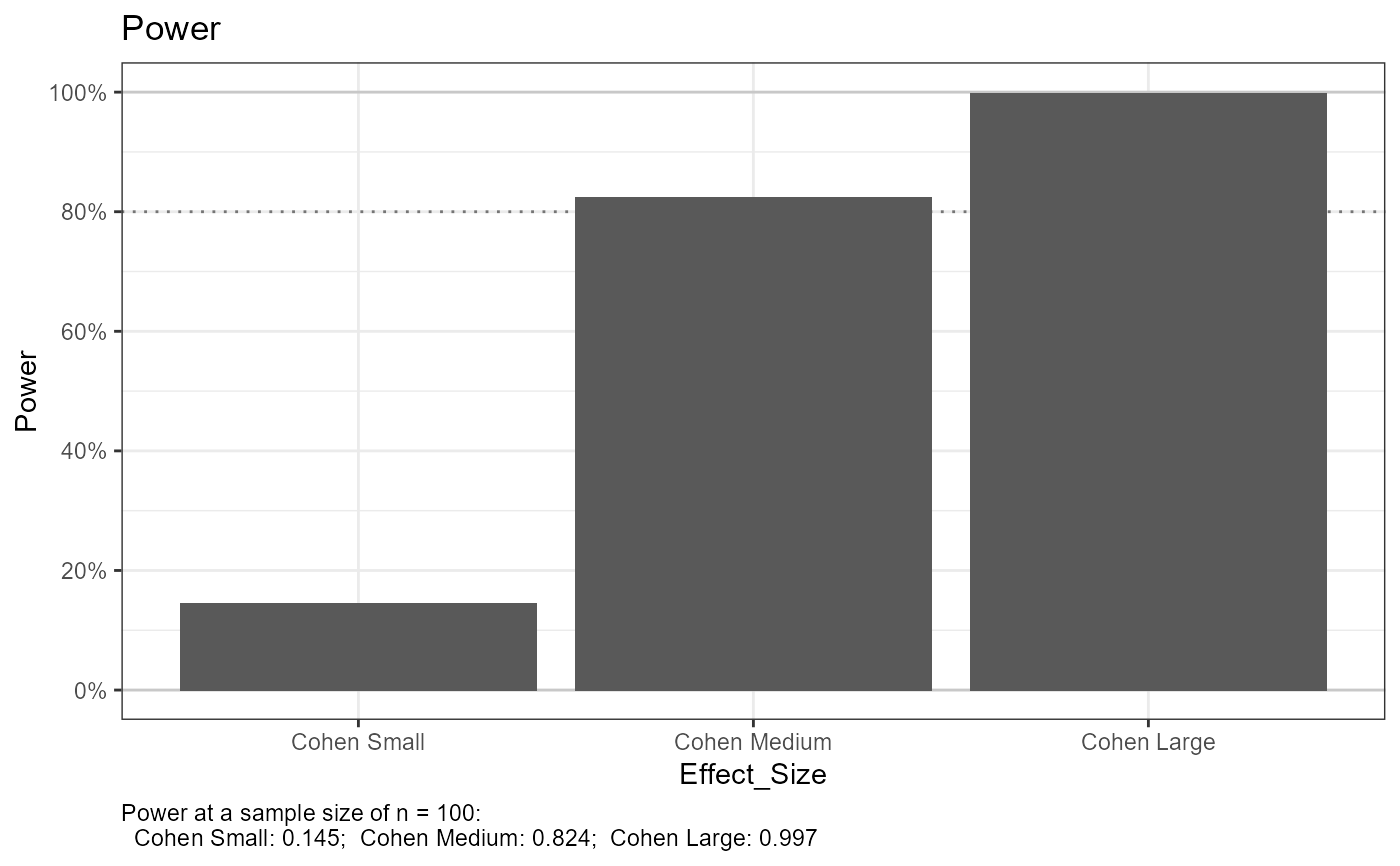 Power
100%
80%
60%
40%
20%
0%
Power
Cohen Small
Cohen Medium
Cohen Large
Effect_Size
Power at a sample size of n = 100:
Cohen Small: 0.145;  Cohen Medium: 0.824;  Cohen Large: 0.997